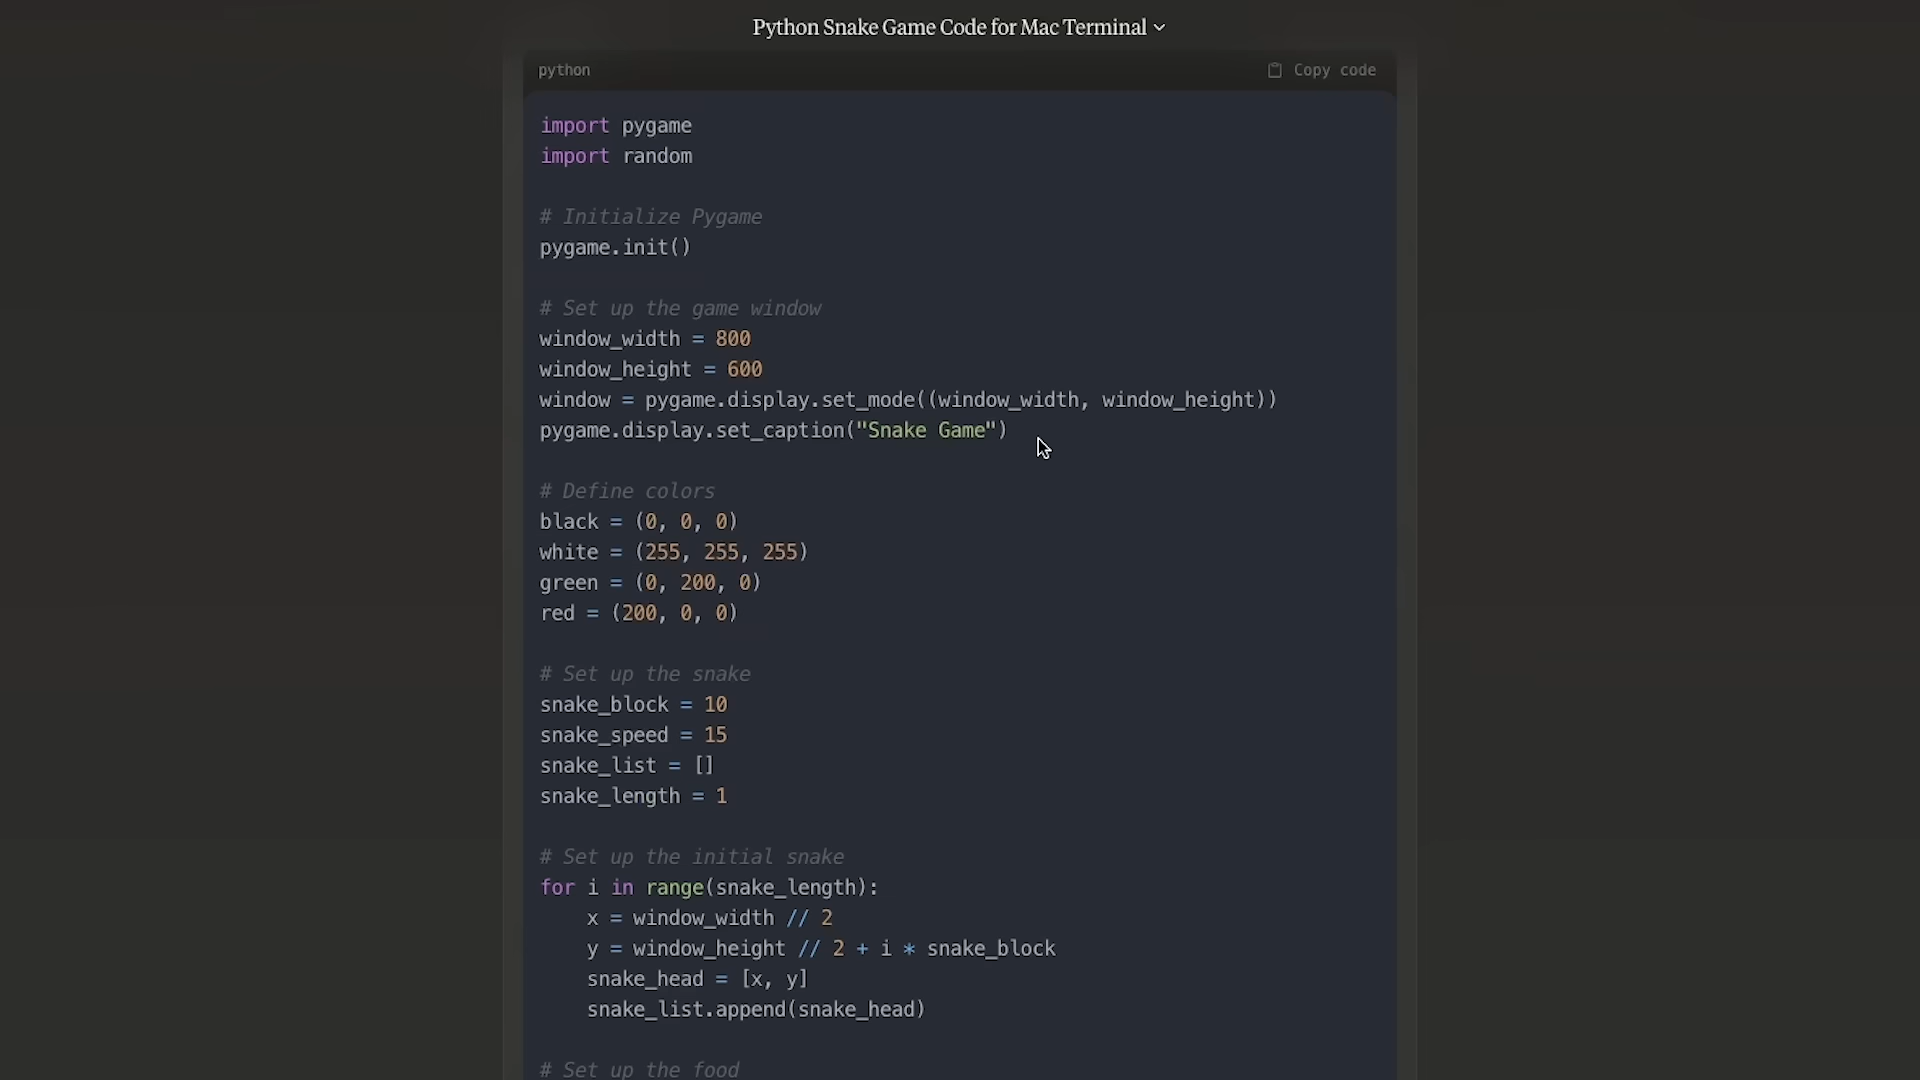 Python Snake Game Code for Mac Terminal
python
Copy code
import pygame
import random
# Initialize Pygame
pygame.init()
# Set up the game window
window_width = 800
window_height = 600
window = pygame.display.set_mode((window_width, window_height))
pygame.display.set_caption("Snake Game")
# Define colors
black = (0, 0, 0)
white = (255, 255, 255)
green = (0, 200, 0)
red = (200, 0, 0)
# Set up the snake
snake_block = 10
snake_speed = 15
snake_list = []
snake_length = 1
# Set up the initial snake
for i in range(snake_length):
    x = window_width // 2
    y = window_height // 2 + i * snake_block
    snake_head = [x, y]
    snake_list.append(snake_head)
# Set up the food